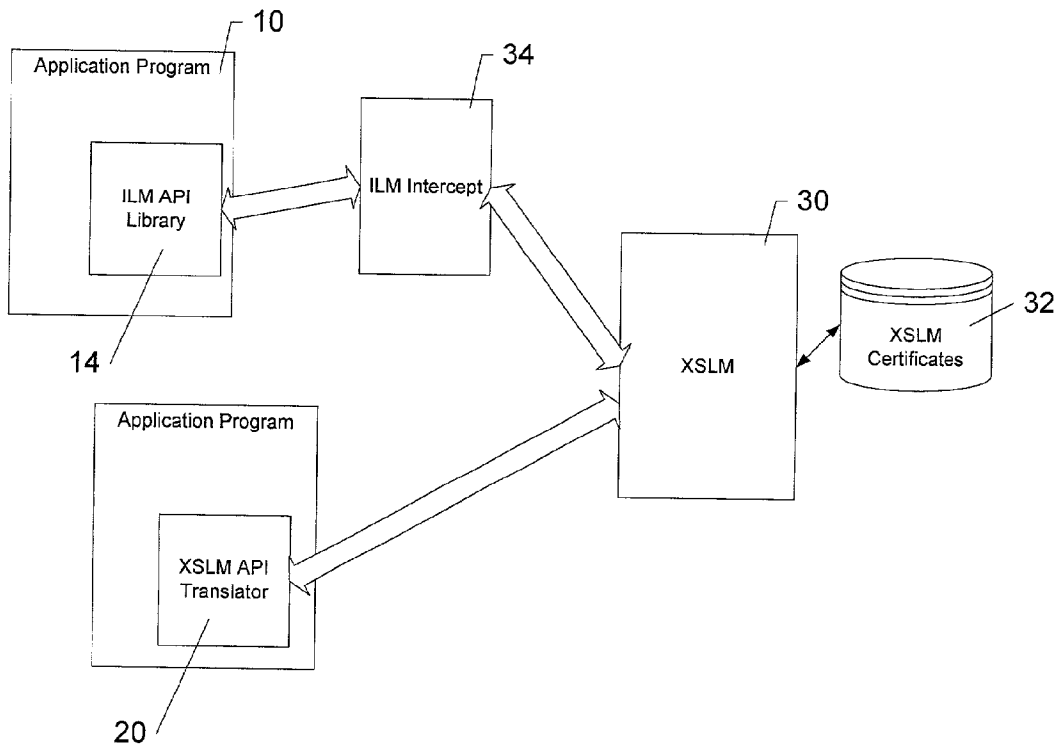 10
Application Program
34
ILM API
Library
ILM Intercept
30
14
XSLM
32
XSLM
Certificates
Application Program
XSLM API
Translator
20